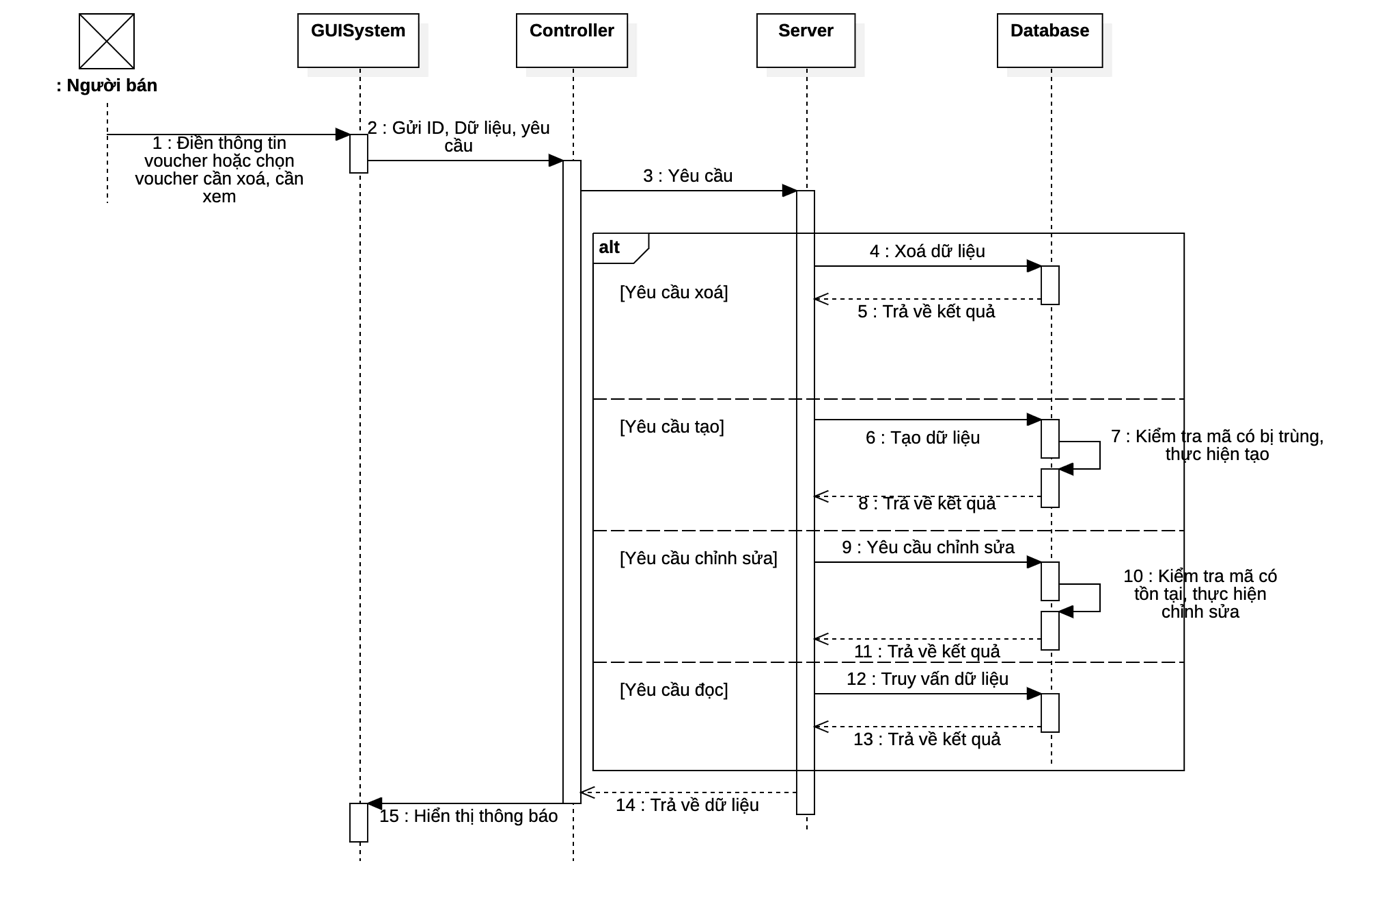 GUISystem
Controller
Server
Database
: Người bán
1 : Điền thông tin
voucher hoặc chọn
voucher cần xoá, cần
xem
2 : Gửi ID, Dữ liệu, yêu
cầu
3 : Yêu cầu
alt
4 : Xoá dữ liệu
[Yêu cầu xoá]
5 : Trả về kết quả
[Yêu cầu tạo]
6 : Tạo dữ liệu
7 : Kiểm tra mã có bị trùng,
thực hiện tạo
8 : Trả về kết quả
[Yêu cầu chỉnh sửa]
9 : Yêu cầu chỉnh sửa
10 : Kiểm tra mã có
tồn tại, thực hiện
chỉnh sửa
11 : Trả về kết quả
[Yêu cầu đọc]
12 : Truy vấn dữ liệu
13 : Trả về kết quả
14 : Trả về dữ liệu
15 : Hiển thị thông báo